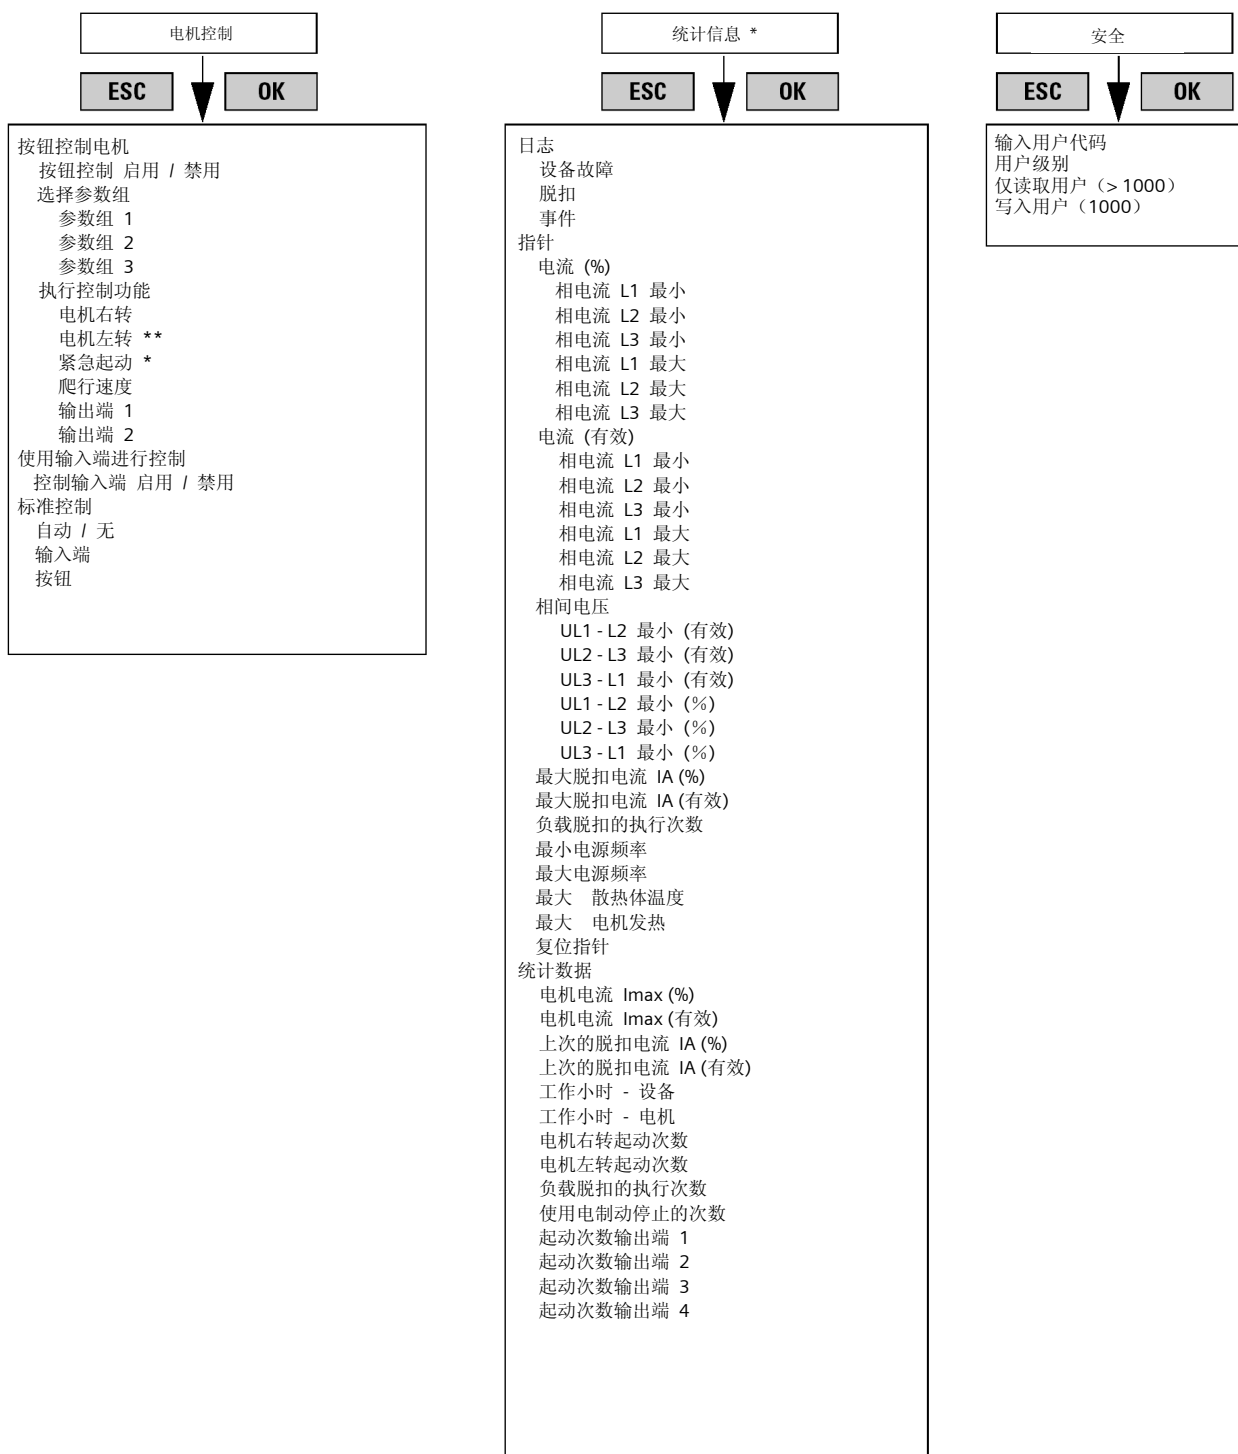 电机控制
ESC
OK
按钮控制电机
按钮控制 启用 / 禁用
选择参数组
参数组 1
参数组 2
参数组 3
执行控制功能
电机右转
电机左转 **
紧急起动 *
爬行速度
输出端 1
输出端 2
使用输入端进行控制
控制输入端 启用 / 禁用
标准控制
自动 / 无
输入端
按钮
统计信息 *
ESC
OK
日志
设备故障
脱扣
事件
指针
电流 (%)
相电流 L1 最小
相电流 L2 最小
相电流 L3 最小
相电流 L1 最大
相电流 L2 最大
相电流 L3 最大
电流 (有效)
相电流 L1 最小
相电流 L2 最小
相电流 L3 最小
相电流 L1 最大
相电流 L2 最大
相电流 L3 最大
相间电压
UL1 - L2 最小 (有效)
UL2 - L3 最小 (有效)
UL3 - L1 最小 (有效)
UL1 - L2 最小 (％)
UL2 - L3 最小 (％)
UL3 - L1 最小 (％)
最大脱扣电流 IA (%)
最大脱扣电流 IA (有效)
负载脱扣的执行次数
最小电源频率
最大电源频率
最大 散热体温度
最大 电机发热
复位指针
统计数据
电机电流 Imax (%)
电机电流 Imax (有效)
上次的脱扣电流 IA (%)
上次的脱扣电流 IA (有效)
工作小时 - 设备
工作小时 - 电机
电机右转起动次数
电机左转起动次数
负载脱扣的执行次数
使用电制动停止的次数
起动次数输出端 1
起动次数输出端 2
起动次数输出端 3
起动次数输出端 4
安全
ESC
OK
输入用户代码
用户级别
仅读取用户（> 1000）
写入用户（1000）